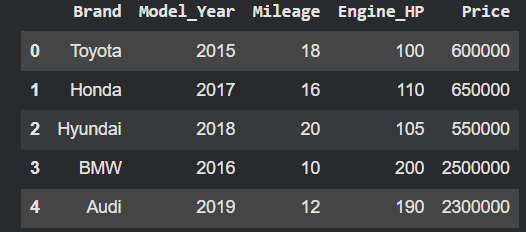 Brand Model_Year Mileage Engine_HP Price
0 Toyota 2015 18 100 600000
1 Honda 2017 16 110 650000
2 Hyundai 2018 20 105 550000
3 BMW 2016 10 200 2500000
4 Audi 2019 12 190 2300000